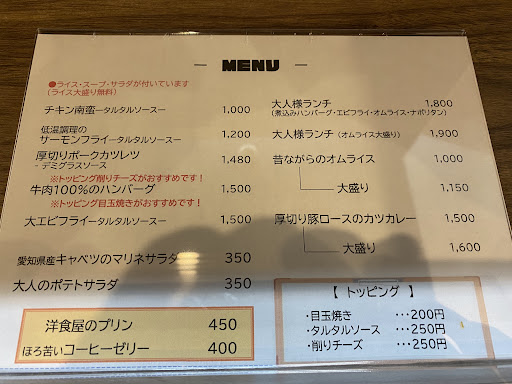 MENU
●ライス・スープ・サラダが付いています
(ライス大盛り無料)
チキン南蛮ータルタルソースー 1,000
低温調理の
サーモンフライータルタルソースー 1,200
厚切りポークカツレツ 1,480
- デミグラスソース
※トッピング削りチーズがおすすめです!
牛肉100%のハンバーグ 1,500
※トッピング目玉焼きがおすすめです!
大エビフライータルタルソースー 1,500
愛知県産キャベツのマリネサラダ 350
大人のポテトサラダ 350
洋食屋のプリン 450
ほろ苦いコーヒーゼリー 400
大人様ランチ 1,800
(煮込みハンバーグ・エビフライ・オムライス・ナポリタン)
大人様ランチ (オムライス大盛り) 1,900
昔ながらのオムライス 1,000
大盛り 1,150
厚切り豚ロースのカツカレー 1,500
大盛り 1,600
【 トッピング 】
・目玉焼き ・・・200円
・タルタルソース ・・・250円
・削りチーズ ・・・250円